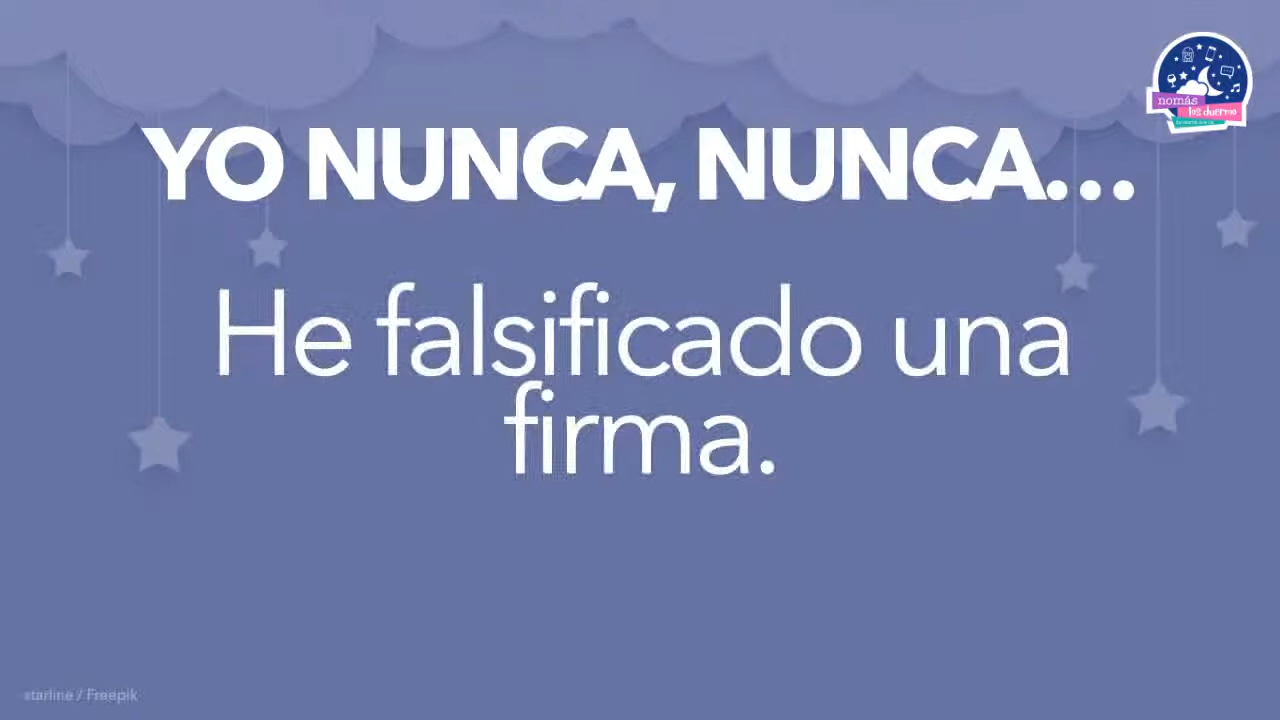 nomás
los duermo
YO NUNCA, NUNCA...
He falsificado una
firma.
starline / Freepik